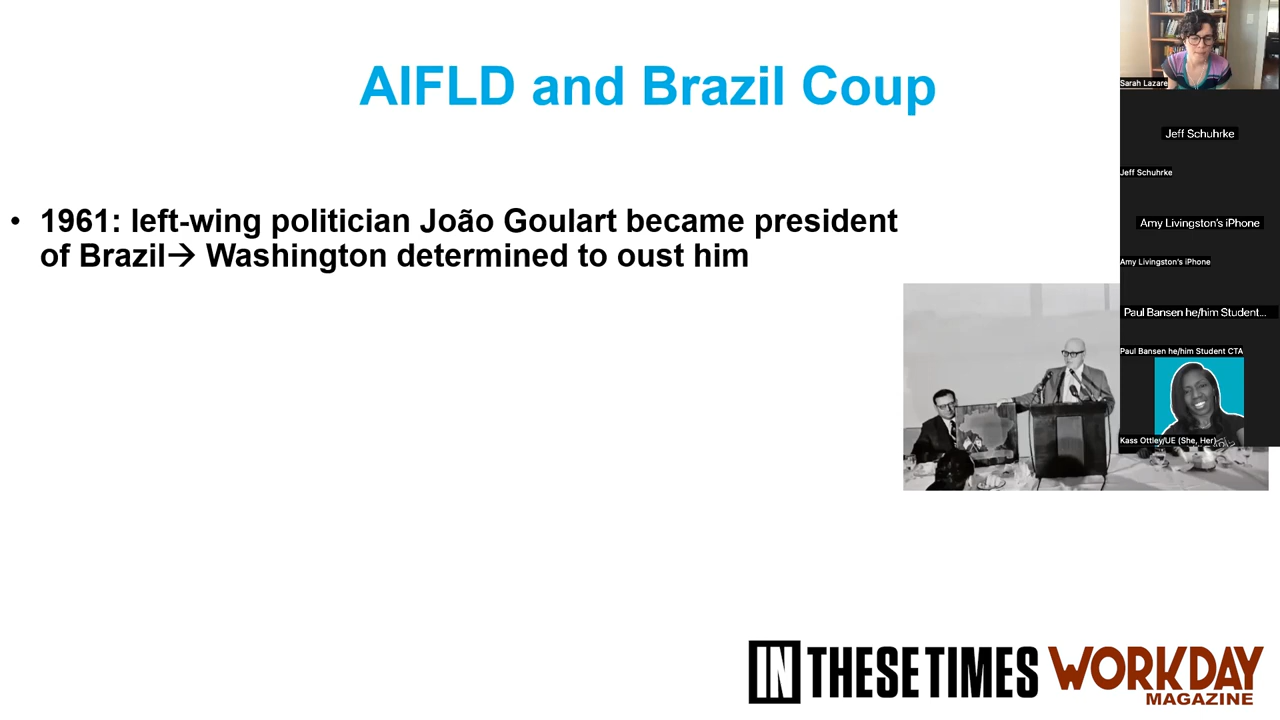 AIFLD and Brazil Coup
• 1961: left-wing politician João Goulart became president
of Brazil→ Washington determined to oust him
Sarah Lazare
Jeff Schuhrke
Jeff Schuhrke
Amy Livingston's iPhone
Amy Livingston's iPhone
Paul Bansen he/him Student...
Paul Bansen he/him Student CTA
Kass Ottley/UE (She, Her)
IN THESE TIMES
WORKDAY
MAGAZINE